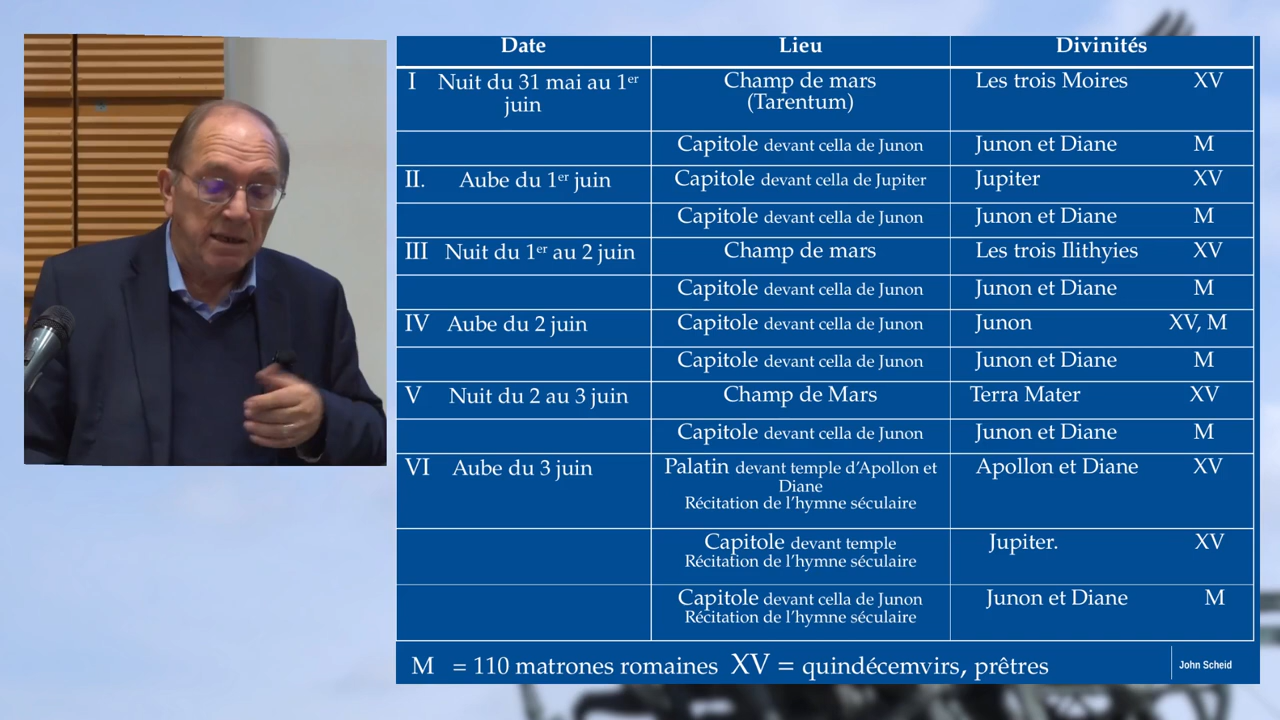 Date Lieu Divinités
I Nuit du 31 mai au 1er Champ de mars Les trois Moires XV
juin (Tarentum)
Capitole devant cella de Junon Junon et Diane M
II. Aube du 1er juin Capitole devant cella de Jupiter Jupiter XV
Capitole devant cella de Junon Junon et Diane M
III Nuit du 1er au 2 juin Champ de mars Les trois Ilithyies XV
Capitole devant cella de Junon Junon et Diane M
IV Aube du 2 juin Capitole devant cella de Junon Junon XV, M
Capitole devant cella de Junon Junon et Diane M
V Nuit du 2 au 3 juin Champ de Mars Terra Mater XV
Capitole devant cella de Junon Junon et Diane M
VI Aube du 3 juin Palatin devant temple d'Apollon et Apollon et Diane XV
Diane
Récitation de l'hymne séculaire
Capitole devant temple Jupiter. XV
Récitation de l'hymne séculaire
Capitole devant cella de Junon Junon et Diane M
Récitation de l'hymne séculaire
M = 110 matrones romaines XV = quindécemvirs, prêtres
John Scheid